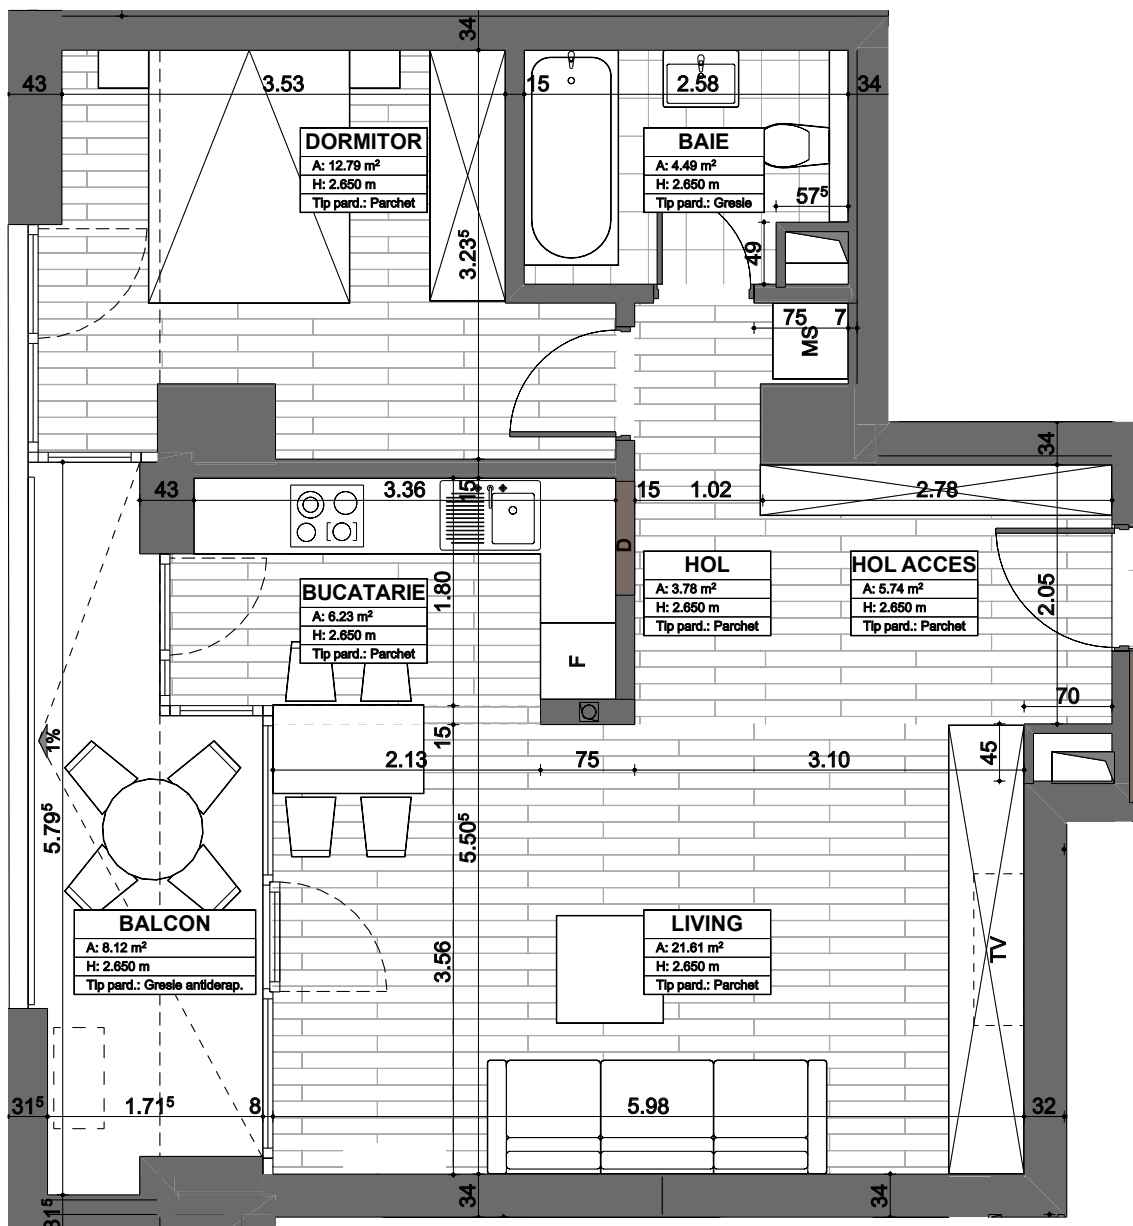 34
43
3.53
15
2.58
34
DORMITOR
A: 12.79 m²
H: 2.650 m
Tip pard.: Parchet
BAIE
A: 4.49 m²
H: 2.650 m
Tip pard.: Gresie
57⁵
3.23⁵
49
75
7
MS
34
43
3.36
15
15
1.02
2.78
D
BUCATARIE
A: 6.23 m²
H: 2.650 m
Tip pard.: Parchet
1.80
F
HOL
A: 3.78 m²
H: 2.650 m
Tip pard.: Parchet
HOL ACCES
A: 5.74 m²
H: 2.650 m
Tip pard.: Parchet
2.05
70
1%
15
45
2.13
75
3.10
5.79⁵
5.50⁵
BALCON
A: 8.12 m²
H: 2.650 m
Tip pard.: Gresie antiderap.
3.56
LIVING
A: 21.61 m²
H: 2.650 m
Tip pard.: Parchet
TV
31⁵
1.71⁵
8
5.98
32
31⁵
34
34